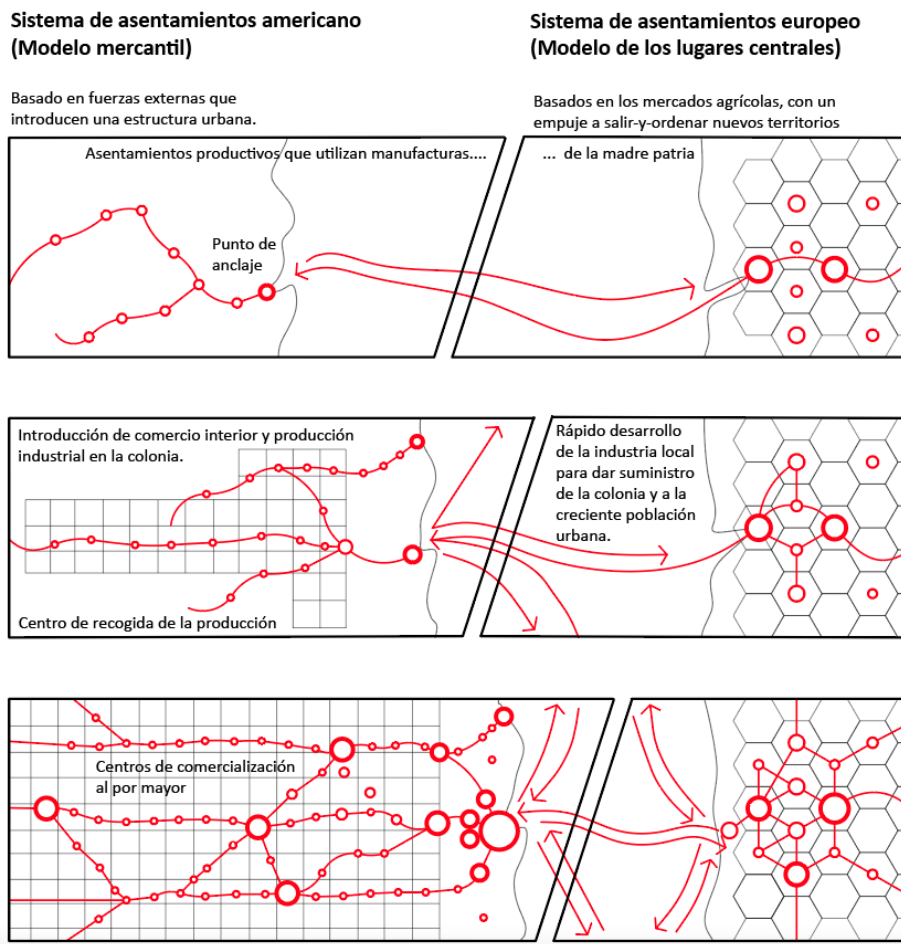 Sistema de asentamientos americano
(Modelo mercantil)
Sistema de asentamientos europeo
(Modelo de los lugares centrales)
Basado en fuerzas externas que
introducen una estructura urbana.
Basados en los mercados agrícolas, con un
empuje a salir-y-ordenar nuevos territorios
Asentamientos productivos que utilizan manufacturas....
... de la madre patria
Punto de
anclaje
Introducción de comercio interior y producción
industrial en la colonia.
Centro de recogida de la producción
Rápido desarrollo
de la industria local
para dar suministro
de la colonia y a la
creciente población
urbana.
Centros de comercialización
al por mayor